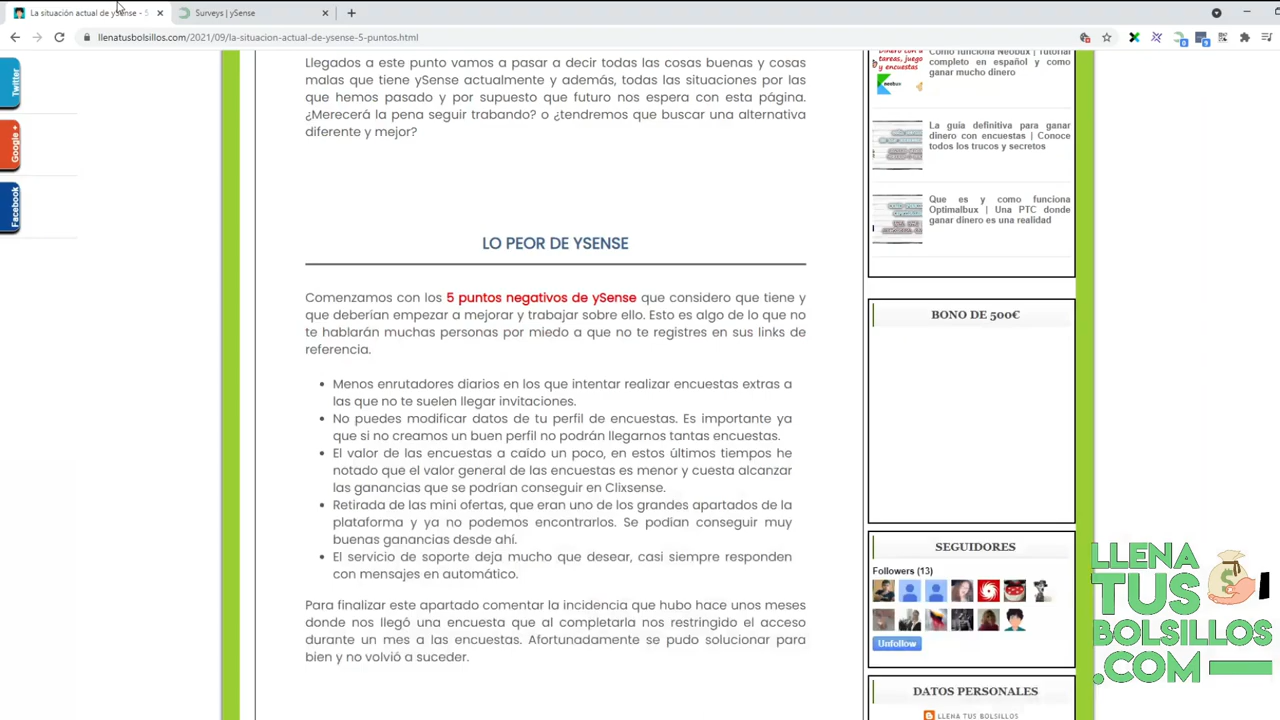 La situación actual de ySense - 5
Surveys | ySense
llenatusbolsillos.com/2021/09/la-situacion-actual-de-ysense-5-puntos.html
Twitter
Google +
Facebook
Llegados a este punto vamos a pasar a decir todas las cosas buenas y cosas
malas que tiene ySense actualmente y además, todas las situaciones por las
que hemos pasado y por supuesto que futuro nos espera con esta página.
¿Merecerá la pena seguir trabando? o ¿tendremos que buscar una alternativa
diferente y mejor?
LO PEOR DE YSENSE
Comenzamos con los 5 puntos negativos de ySense que considero que tiene y
que deberían empezar a mejorar y trabajar sobre ello. Esto es algo de lo que no
te hablarán muchas personas por miedo a que no te registres en sus links de
referencia.
• Menos enrutadores diarios en los que intentar realizar encuestas extras a
las que no te suelen llegar invitaciones.
• No puedes modificar datos de tu perfil de encuestas. Es importante ya
que si no creamos un buen perfil no podrán llegarnos tantas encuestas.
• El valor de las encuestas a caído un poco, en estos últimos tiempos he
notado que el valor general de las encuestas es menor y cuesta alcanzar
las ganancias que se podrian conseguir en Clixsense.
• Retirada de las mini ofertas, que eran uno de los grandes apartados de la
plataforma y ya no podemos encontrarlos. Se podían conseguir muy
buenas ganancias desde ahí.
• El servicio de soporte deja mucho que desear, casi siempre responden
con mensajes en automático.
Para finalizar este apartado comentar la incidencia que hubo hace unos meses
donde nos llegó una encuesta que al completarla nos restringido el acceso
durante un mes a las encuestas. Afortunadamente se pudo solucionar para
bien y no volvió a suceder.
tareas, juego
y encuestas
neobux
Como funciona Neobux | Tutorial
completo en español y como
ganar mucho dinero
La guia definitiva para ganar
dinero con encuestas | Conoce
todos los trucos y secretos
Que es y como funciona
Optimalbux | Una PTC donde
ganar dinero es una realidad
BONO DE 500€
SEGUIDORES
Followers (13)
Unfollow
DATOS PERSONALES
LLENA TUS BOLSILLOS
LLENA
TUS
BOLSILLOS
.COM